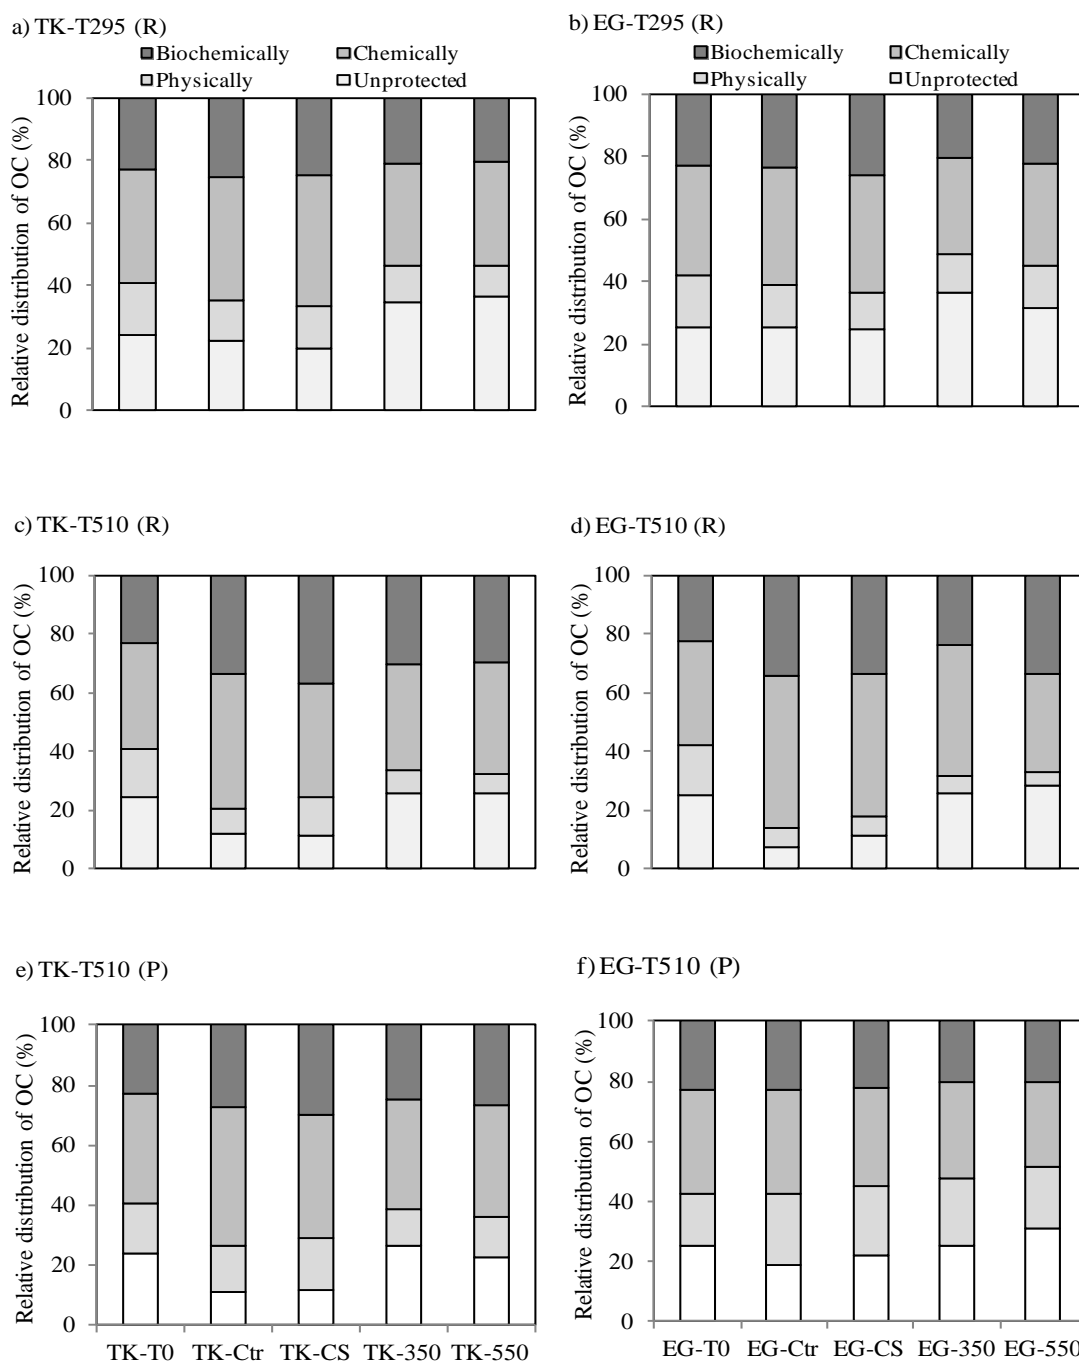 a) TK-T295 (R)
Biochemically Chemically
Physically Unprotected
Relative distribution of OC (%)
100
80
60
40
20
0
b) EG-T295 (R)
Biochemically Chemically
Physically Unprotected
Relative distribution of OC (%)
100
80
60
40
20
0
c) TK-T510 (R)
Relative distribution of OC (%)
100
80
60
40
20
0
d) EG-T510 (R)
Relative distribution of OC (%)
100
80
60
40
20
0
e) TK-T510 (P)
Relative distribution of OC (%)
100
80
60
40
20
0
TK-T0 TK-Ctr TK-CS TK-350 TK-550
f) EG-T510 (P)
Relative distribution of OC (%)
100
80
60
40
20
0
EG-T0 EG-Ctr EG-CS EG-350 EG-550